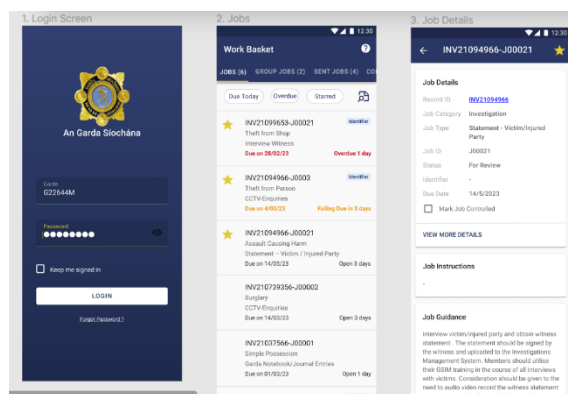 1. Login Screen
An Garda Síochána
Garda
G22644M
Password
Keep me signed in
LOGIN
Forgot Password ?
2. Jobs
12:30
Work Basket
JOBS (6) GROUP JOBS (2) SENT JOBS (4) CO
Due Today Overdue Starred
INV21099653-J00021 Identifier
Theft from Shop
Interview Witness
Due on 28/02/23 Overdue 1 day
INV21094966-J0003 Identifier
Theft from Person
CCTV-Enquiries
Due on 4/03/23 Falling Due in 5 days
INV21094966-J00021
Assault Causing Harm
Statement – Victim / Injured Party
Due on 14/05/23 Open 3 days
INV210739356-J00002
Burglary
CCTV-Enquiries
Due on 14/03/23 Open 3 days
INV21037566-J00001
Simple Possession
Garda Notebook/Journal Entries
Due on 01/03/23 Open 1 day
3. Job Details
12:30
INV21094966-J00021
Job Details
Record ID INV21094966
Job Category Investigation
Job Type Statement - Victim/Injured
Party
Job ID J00021
Status For Review
Identifier -
Due Date 14/5/2023
Mark Job Controlled
VIEW MORE DETAILS
Job Instructions
-
Job Guidance
Interview victim/injured party and obtain witness
statement . The statement should be signed by
the witness and uploaded to the Investigations
Management System. Members should utilise
their GSIM training in the course of all interviews
with victims. Consideration should be given to the
need to audio video record the witness statement